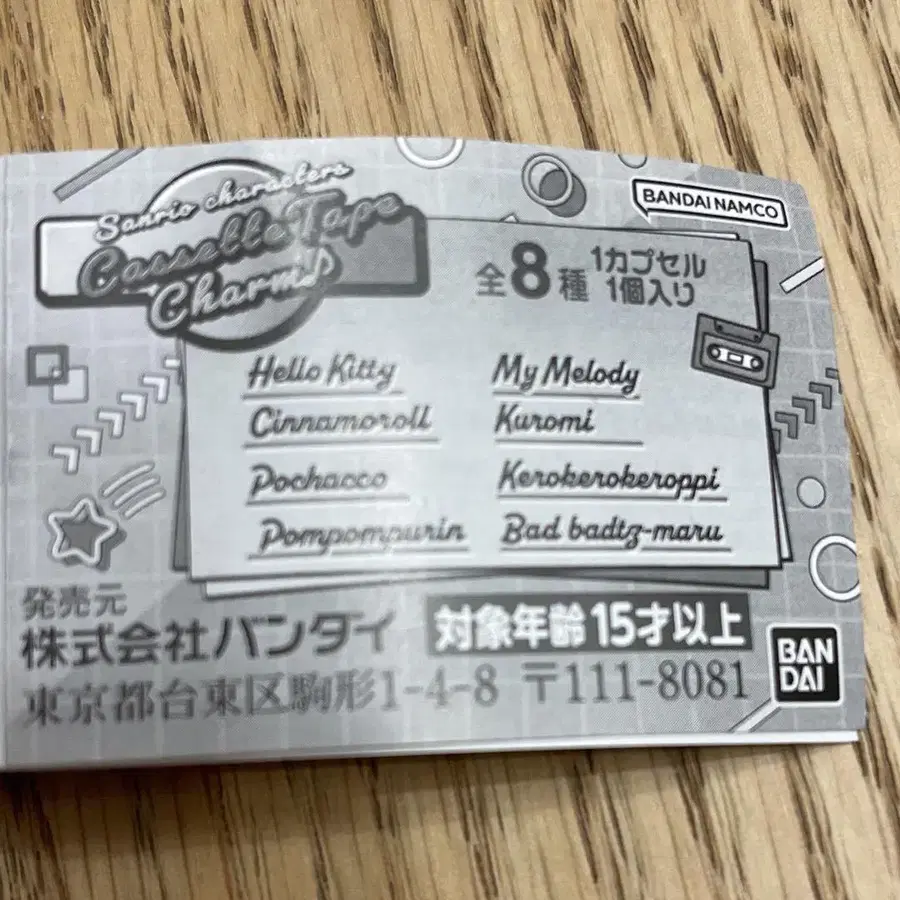 Sanrio characters
Cassette Tape
Charms
BANDAI NAMCO
全8種
1カプセル
1個入り
Hello Kitty
My Melody
Cinnamoroll
Kuromi
Pochacco
Kerokerokeroppi
Pompompurin
Bad badtz-maru
発売元
株式会社バンダイ
対象年齢15才以上
東京都台東区駒形1-4-8 〒111-8081
BAN
DAI